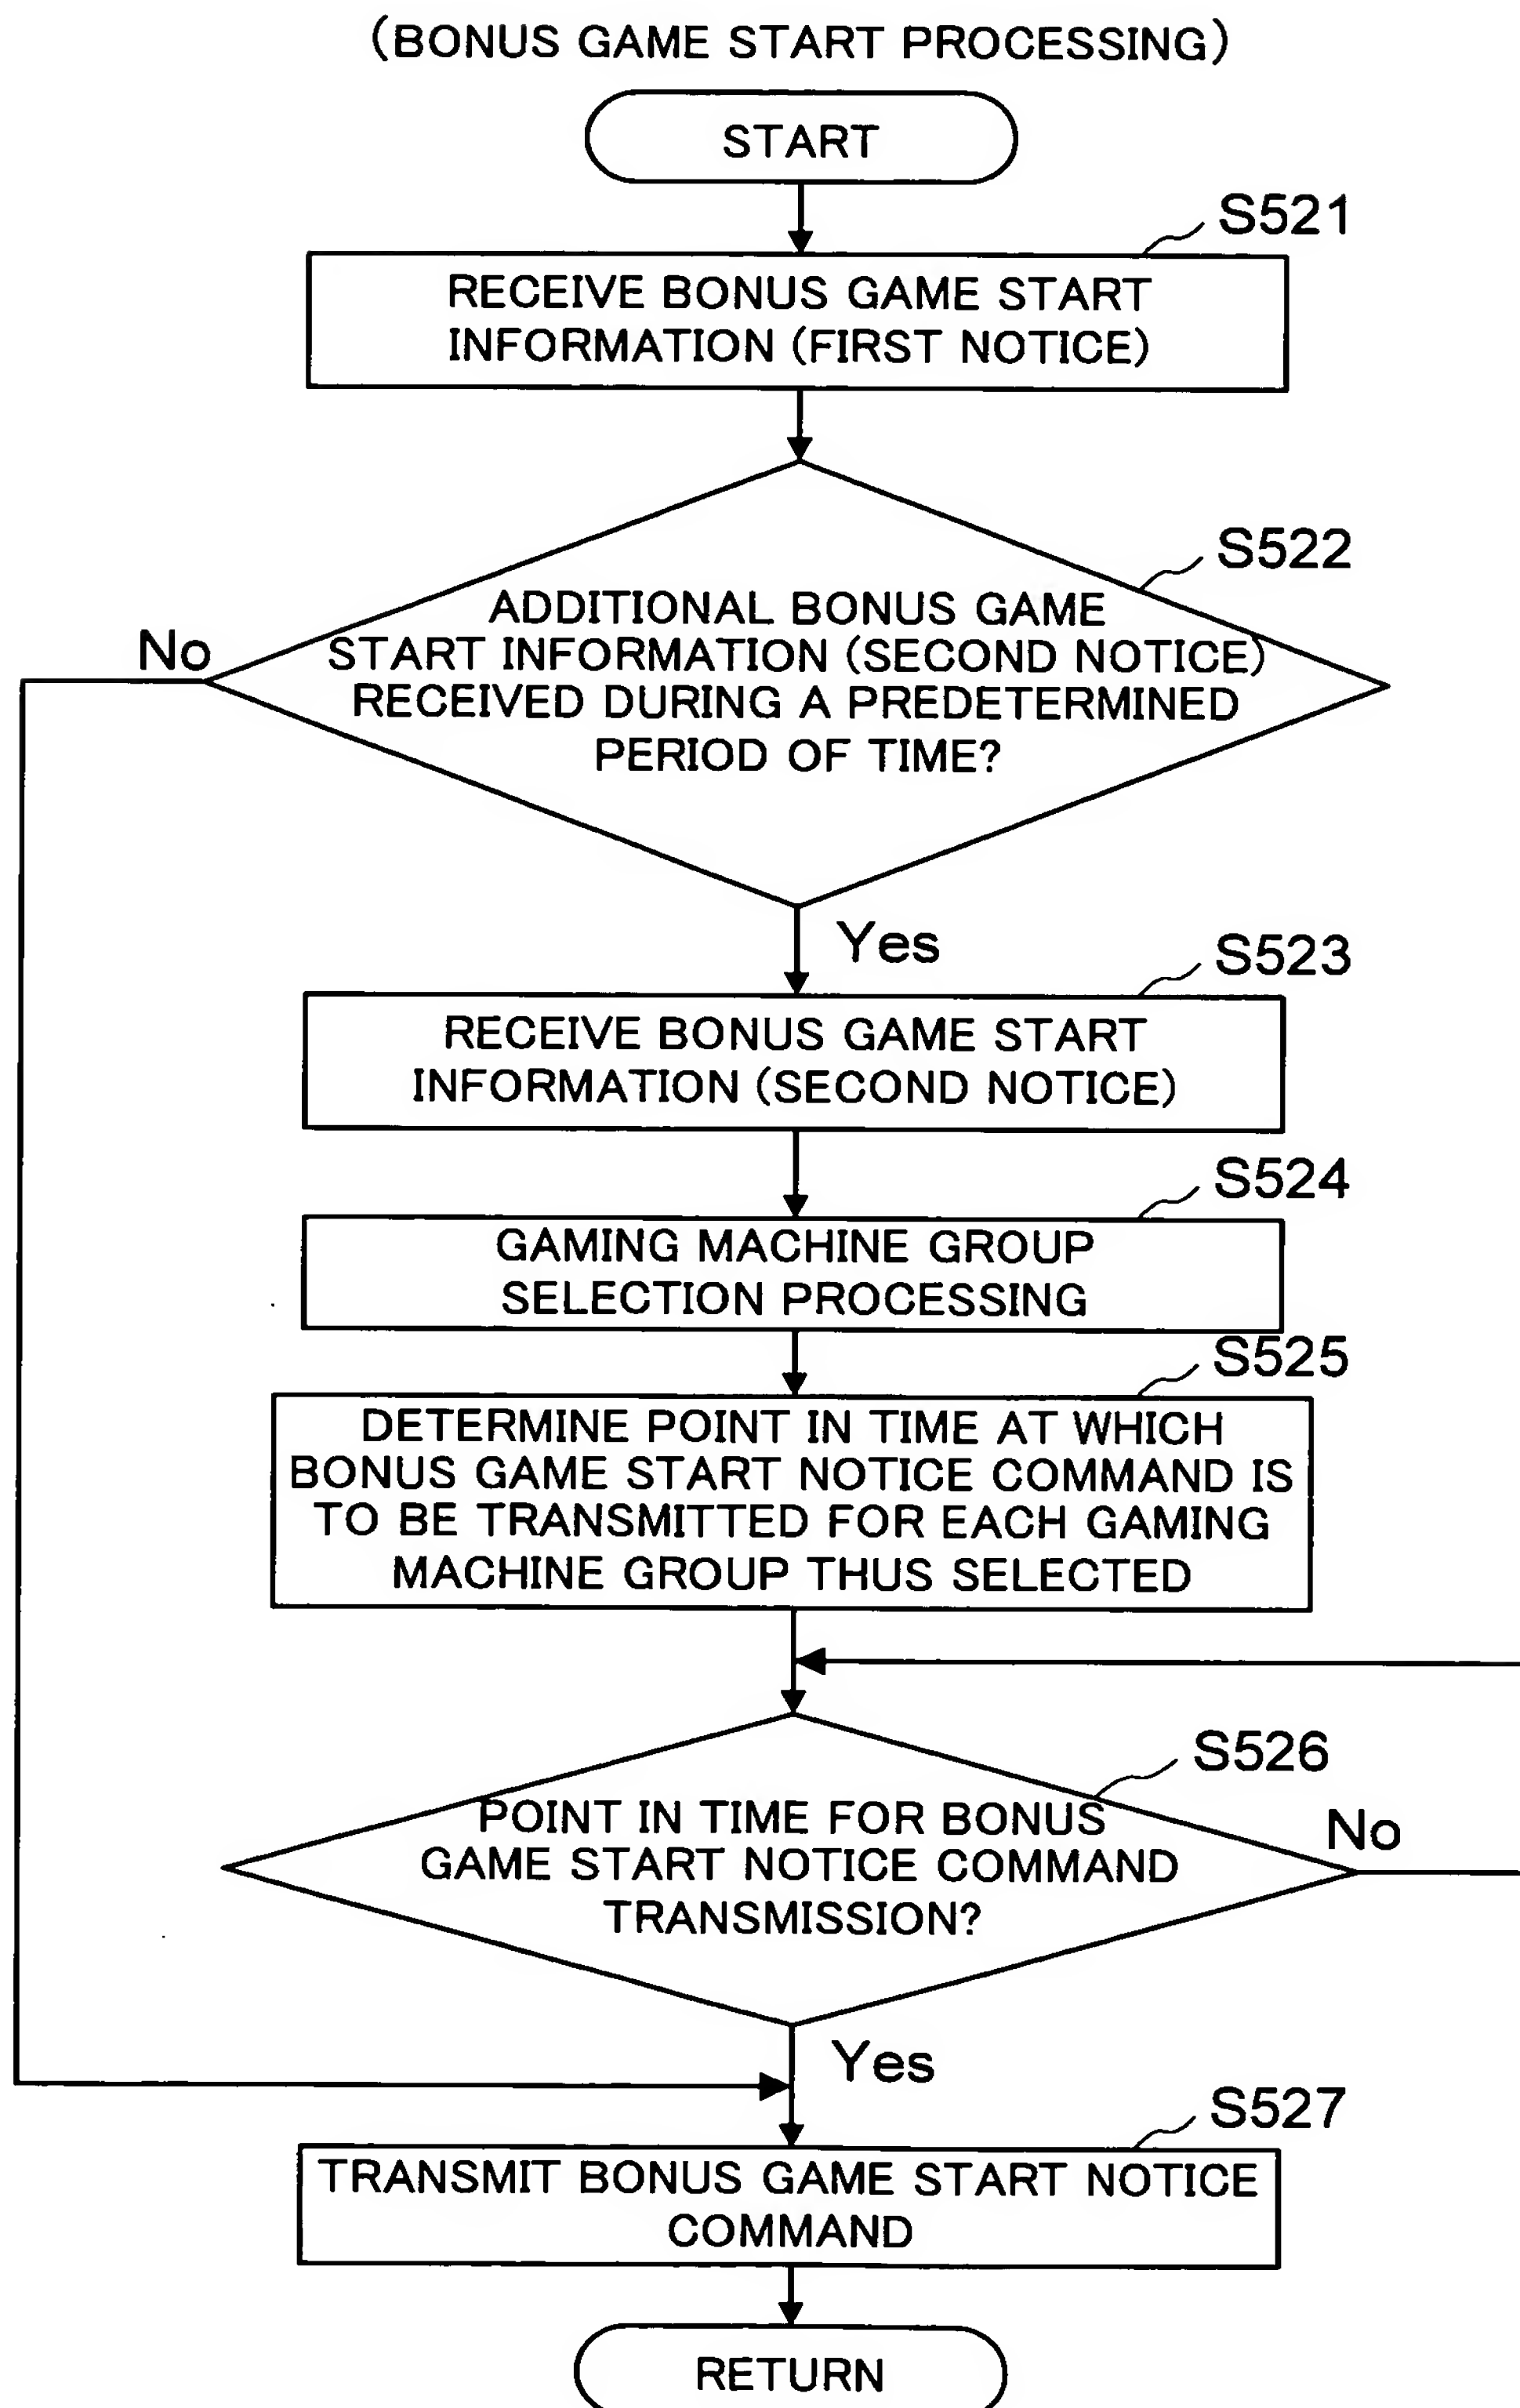 (BONUS GAME START PROCESSING)
START
S521
RECEIVE BONUS GAME START
INFORMATION (FIRST NOTICE)
S522
ADDITIONAL BONUS GAME
START INFORMATION (SECOND NOTICE)
RECEIVED DURING A PREDETERMINED
PERIOD OF TIME?
No
Yes
S523
RECEIVE BONUS GAME START
INFORMATION (SECOND NOTICE)
S524
GAMING MACHINE GROUP
SELECTION PROCESSING
S525
DETERMINE POINT IN TIME AT WHICH
BONUS GAME START NOTICE COMMAND IS
TO BE TRANSMITTED FOR EACH GAMING
MACHINE GROUP THUS SELECTED
S526
POINT IN TIME FOR BONUS
GAME START NOTICE COMMAND
TRANSMISSION?
No
Yes
S527
TRANSMIT BONUS GAME START NOTICE
COMMAND
RETURN